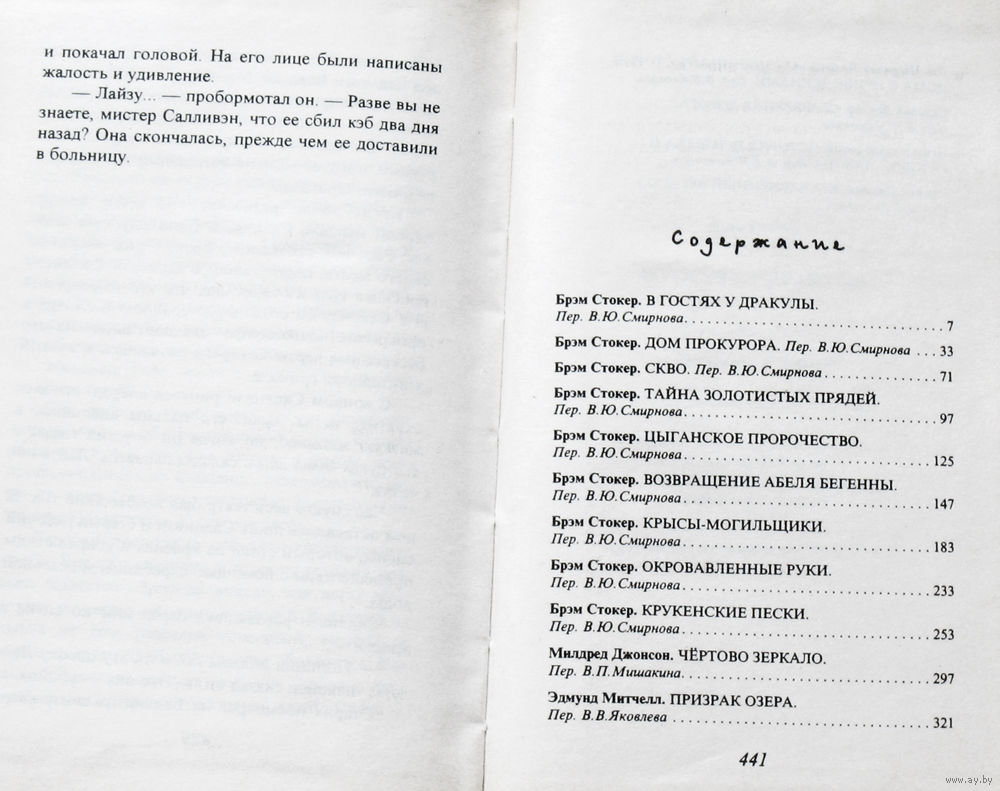 и покачал головой. На его лице были написаны
жалость и удивление.
— Лайзу... — пробормотал он. — Разве вы не
знаете, мистер Салливэн, что ее сбил кэб два дня
назад? Она скончалась, прежде чем ее доставили
в больницу.
Содержание
Брэм Стокер. В ГОСТЯХ У ДРАКУЛЫ.
Пер. В.Ю.Смирнова. . . . . . . . . . . . . . . . . . . . . . . . . . . 7
Брэм Стокер. ДОМ ПРОКУРОРА. Пер. В.Ю.Смирнова . . . 33
Брэм Стокер. СКВО. Пер. В.Ю.Смирнова . . . . . . . . . . . . 71
Брэм Стокер. ТАЙНА ЗОЛОТИСТЫХ ПРЯДЕЙ.
Пер. В.Ю.Смирнова. . . . . . . . . . . . . . . . . . . . . . . . . . . 97
Брэм Стокер. ЦЫГАНСКОЕ ПРОРОЧЕСТВО.
Пер. В.Ю.Смирнова. . . . . . . . . . . . . . . . . . . . . . . . . . . 125
Брэм Стокер. ВОЗВРАЩЕНИЕ АБЕЛЯ БЕГЕННЫ.
Пер. В.Ю.Смирнова . . . . . . . . . . . . . . . . . . . . . . . . . . 147
Брэм Стокер. КРЫСЫ-МОГИЛЬЩИКИ.
Пер. В.Ю.Смирнова. . . . . . . . . . . . . . . . . . . . . . . . . . . 183
Брэм Стокер. ОКРОВАВЛЕННЫЕ РУКИ.
Пер. В.Ю.Смирнова. . . . . . . . . . . . . . . . . . . . . . . . . . . 233
Брэм Стокер. КРУКЕНСКИЕ ПЕСКИ.
Пер. В.Ю.Смирнова. . . . . . . . . . . . . . . . . . . . . . . . . . . 253
Милдред Джонсон. ЧЁРТОВО ЗЕРКАЛО.
Пер. В.П.Мишакина. . . . . . . . . . . . . . . . . . . . . . . . . . . 297
Эдмунд Митчелл. ПРИЗРАК ОЗЕРА.
Пер. В.В.Яковлева . . . . . . . . . . . . . . . . . . . . . . . . . . . 321
441
www.ay.by